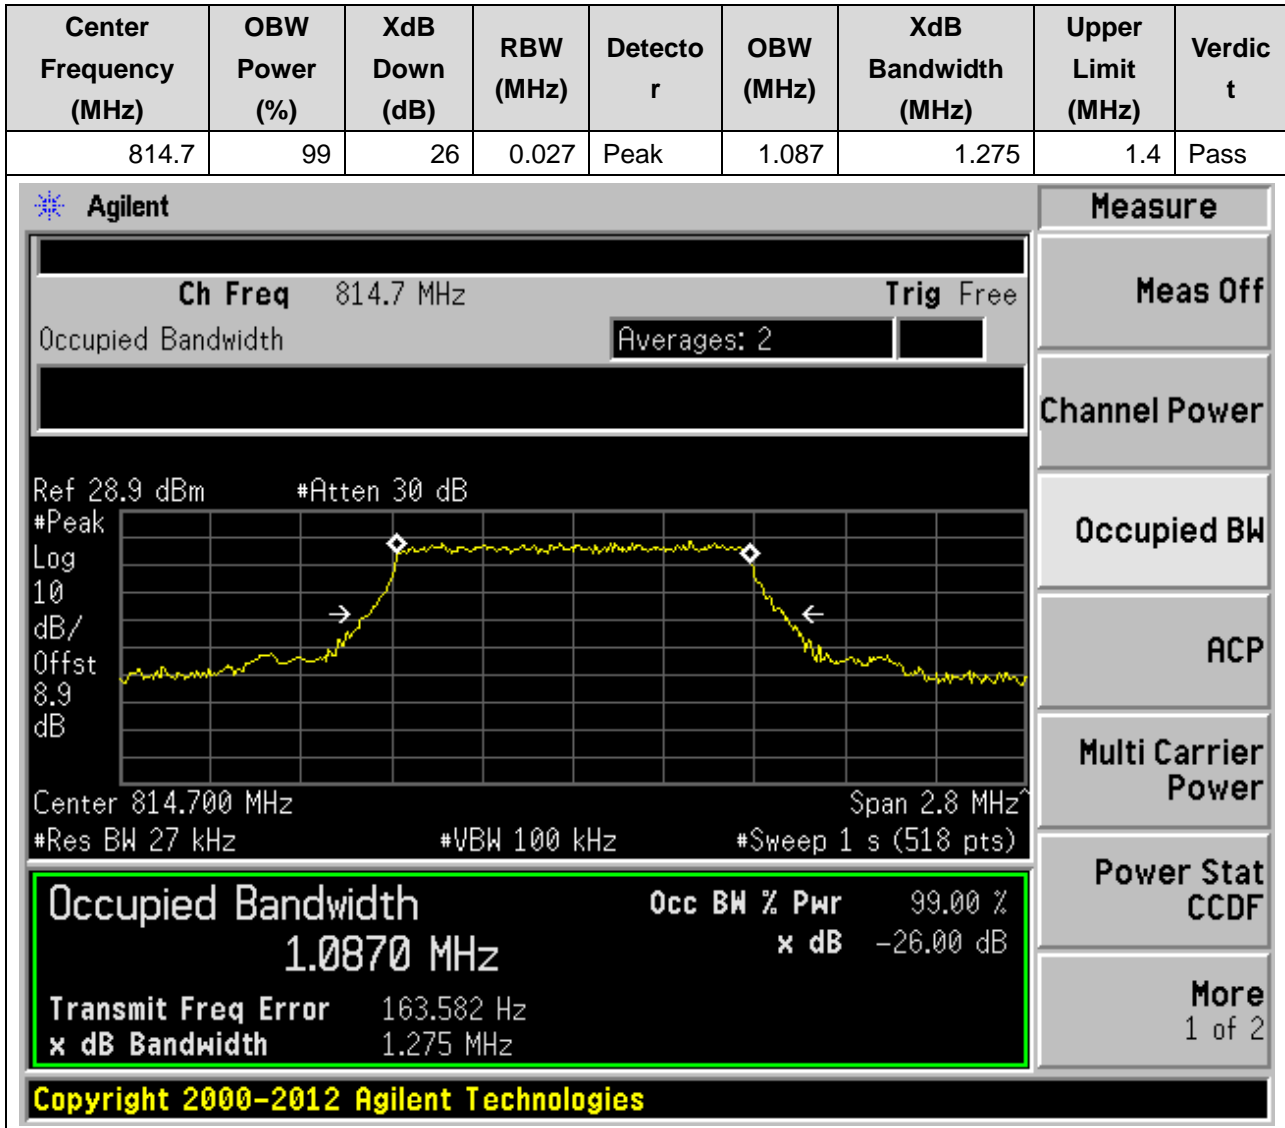 Center Frequency (MHz) OBW Power (%) XdB Down (dB) RBW (MHz) Detecto r OBW (MHz) XdB Bandwidth (MHz) Upper Limit (MHz) Verdic t
814.7 99 26 0.027 Peak 1.087 1.275 1.4 Pass
Agilent
Measure
Ch Freq 814.7 MHz Trig Free
Meas Off
Occupied Bandwidth Averages: 2
Channel Power
Ref 28.9 dBm #Atten 30 dB
#Peak
Log
10
dB/
Offst
8.9
dB
Occupied BW
ACP
Multi Carrier
Power
Center 814.700 MHz Span 2.8 MHz^
#Res BW 27 kHz #VBW 100 kHz #Sweep 1 s (518 pts)
Power Stat
CCDF
Occupied Bandwidth Occ BW % Pwr 99.00 %
1.0870 MHz x dB -26.00 dB
Transmit Freq Error 163.582 Hz
x dB Bandwidth 1.275 MHz
More
1 of 2
Copyright 2000-2012 Agilent Technologies